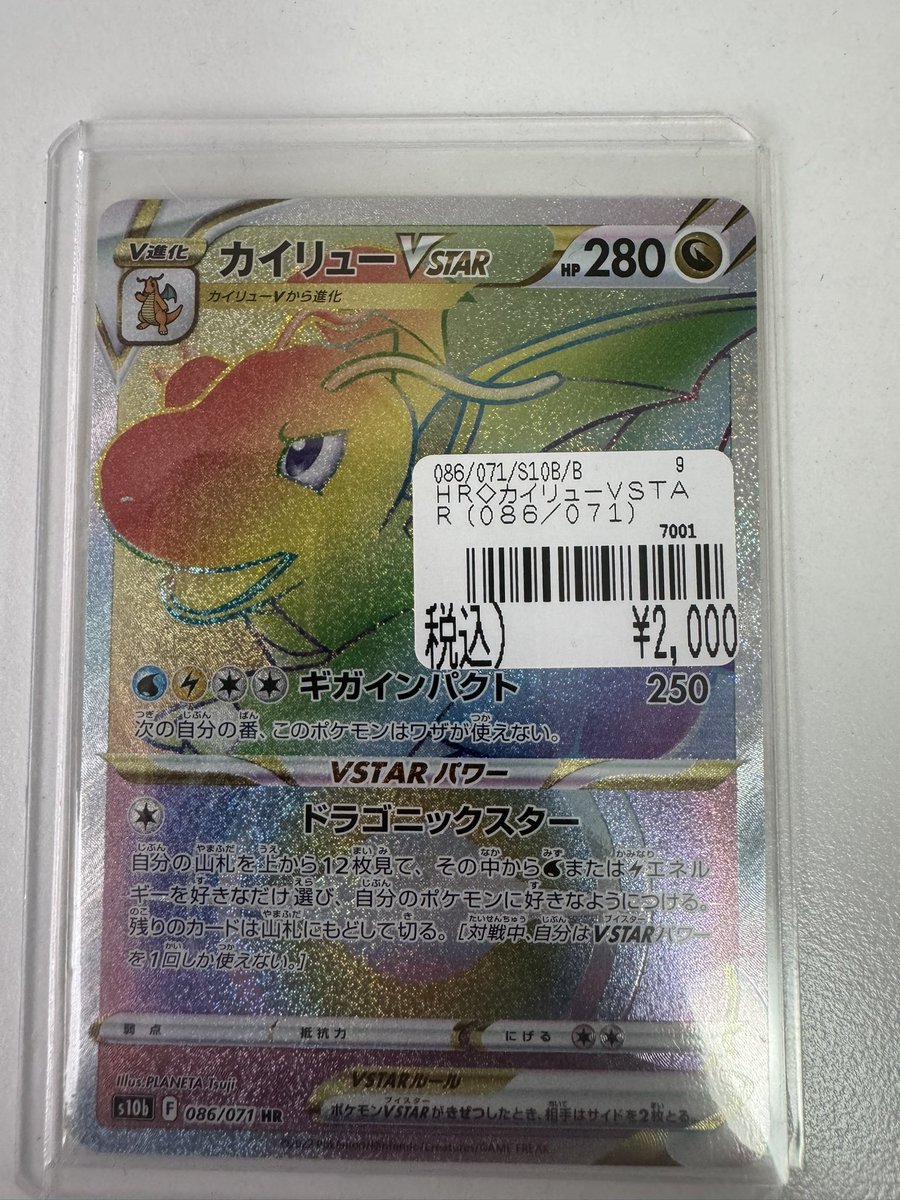 V進化
カイリューVSTAR
HP 280
カイリューVから進化
086/071/S10B/B 9
HR◇カイリューVSTA
R(086/071)
7001
税込) ¥2,000
ギガインパクト 250
次の自分の番、このポケモンはワザが使えない。
VSTARパワー
ドラゴニックスター
自分の山札を上から12枚見て、その中からまたはエネル
ギーを好きなだけ選び、自分のポケモンに好きなようにつける。
残りのカードは山札にもどして切る。[対戦中、自分はVSTARパワー
を1回しか使えない。]
弱点 抵抗力 にげる
Illus. PLANETA Tsuji
VSTARルール
s10b F 086/071 HR
ポケモンVSTARがきぜつしたとき、相手はサイドを2枚とる。
©2022 Pokémon/Nintendo/Creatures/GAME FREAK